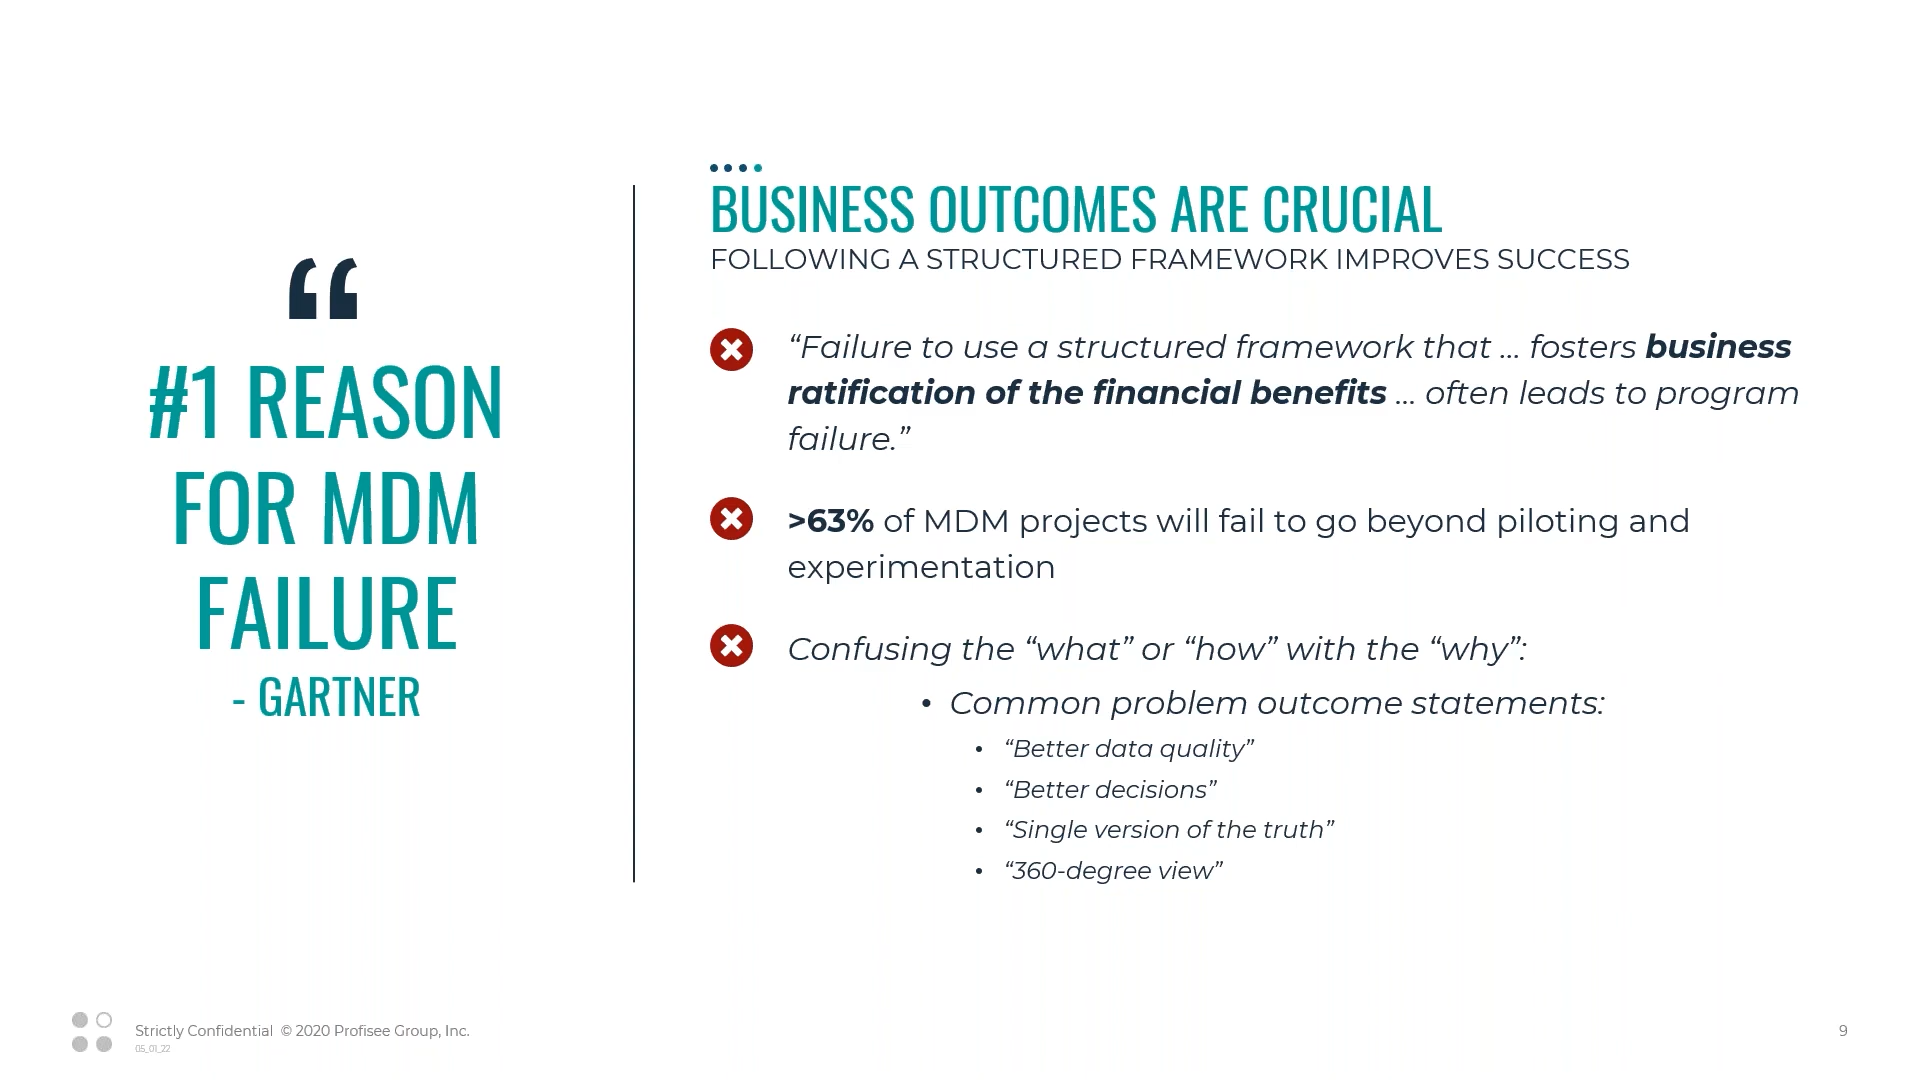 “
#1 REASON
FOR MDM
FAILURE
- GARTNER
BUSINESS OUTCOMES ARE CRUCIAL
FOLLOWING A STRUCTURED FRAMEWORK IMPROVES SUCCESS
“Failure to use a structured framework that … fosters business
ratification of the financial benefits … often leads to program
failure.”
>63% of MDM projects will fail to go beyond piloting and
experimentation
Confusing the “what” or “how” with the “why”:
• Common problem outcome statements:
• “Better data quality”
• “Better decisions”
• “Single version of the truth”
• “360-degree view”
Strictly Confidential © 2020 Profisee Group, Inc.
05_01_22
9